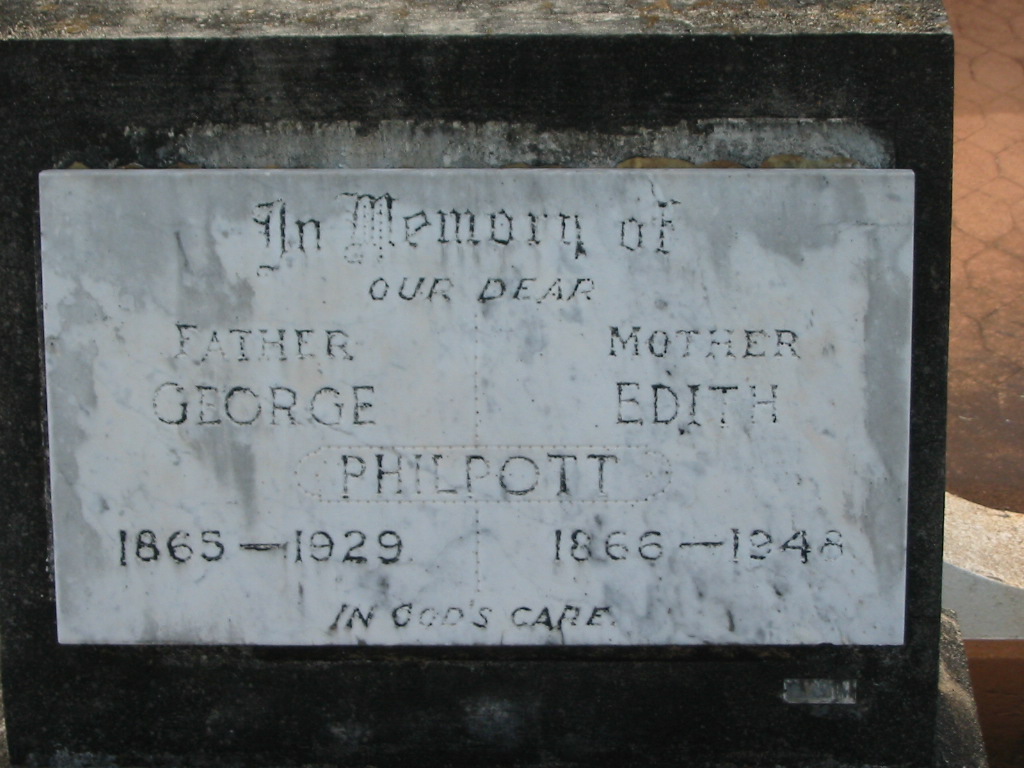 In Memory of
OUR DEAR
FATHER MOTHER
GEORGE EDITH
PHILPOTT
1865 — 1929 1866 — 1948
IN GOD'S CARE.